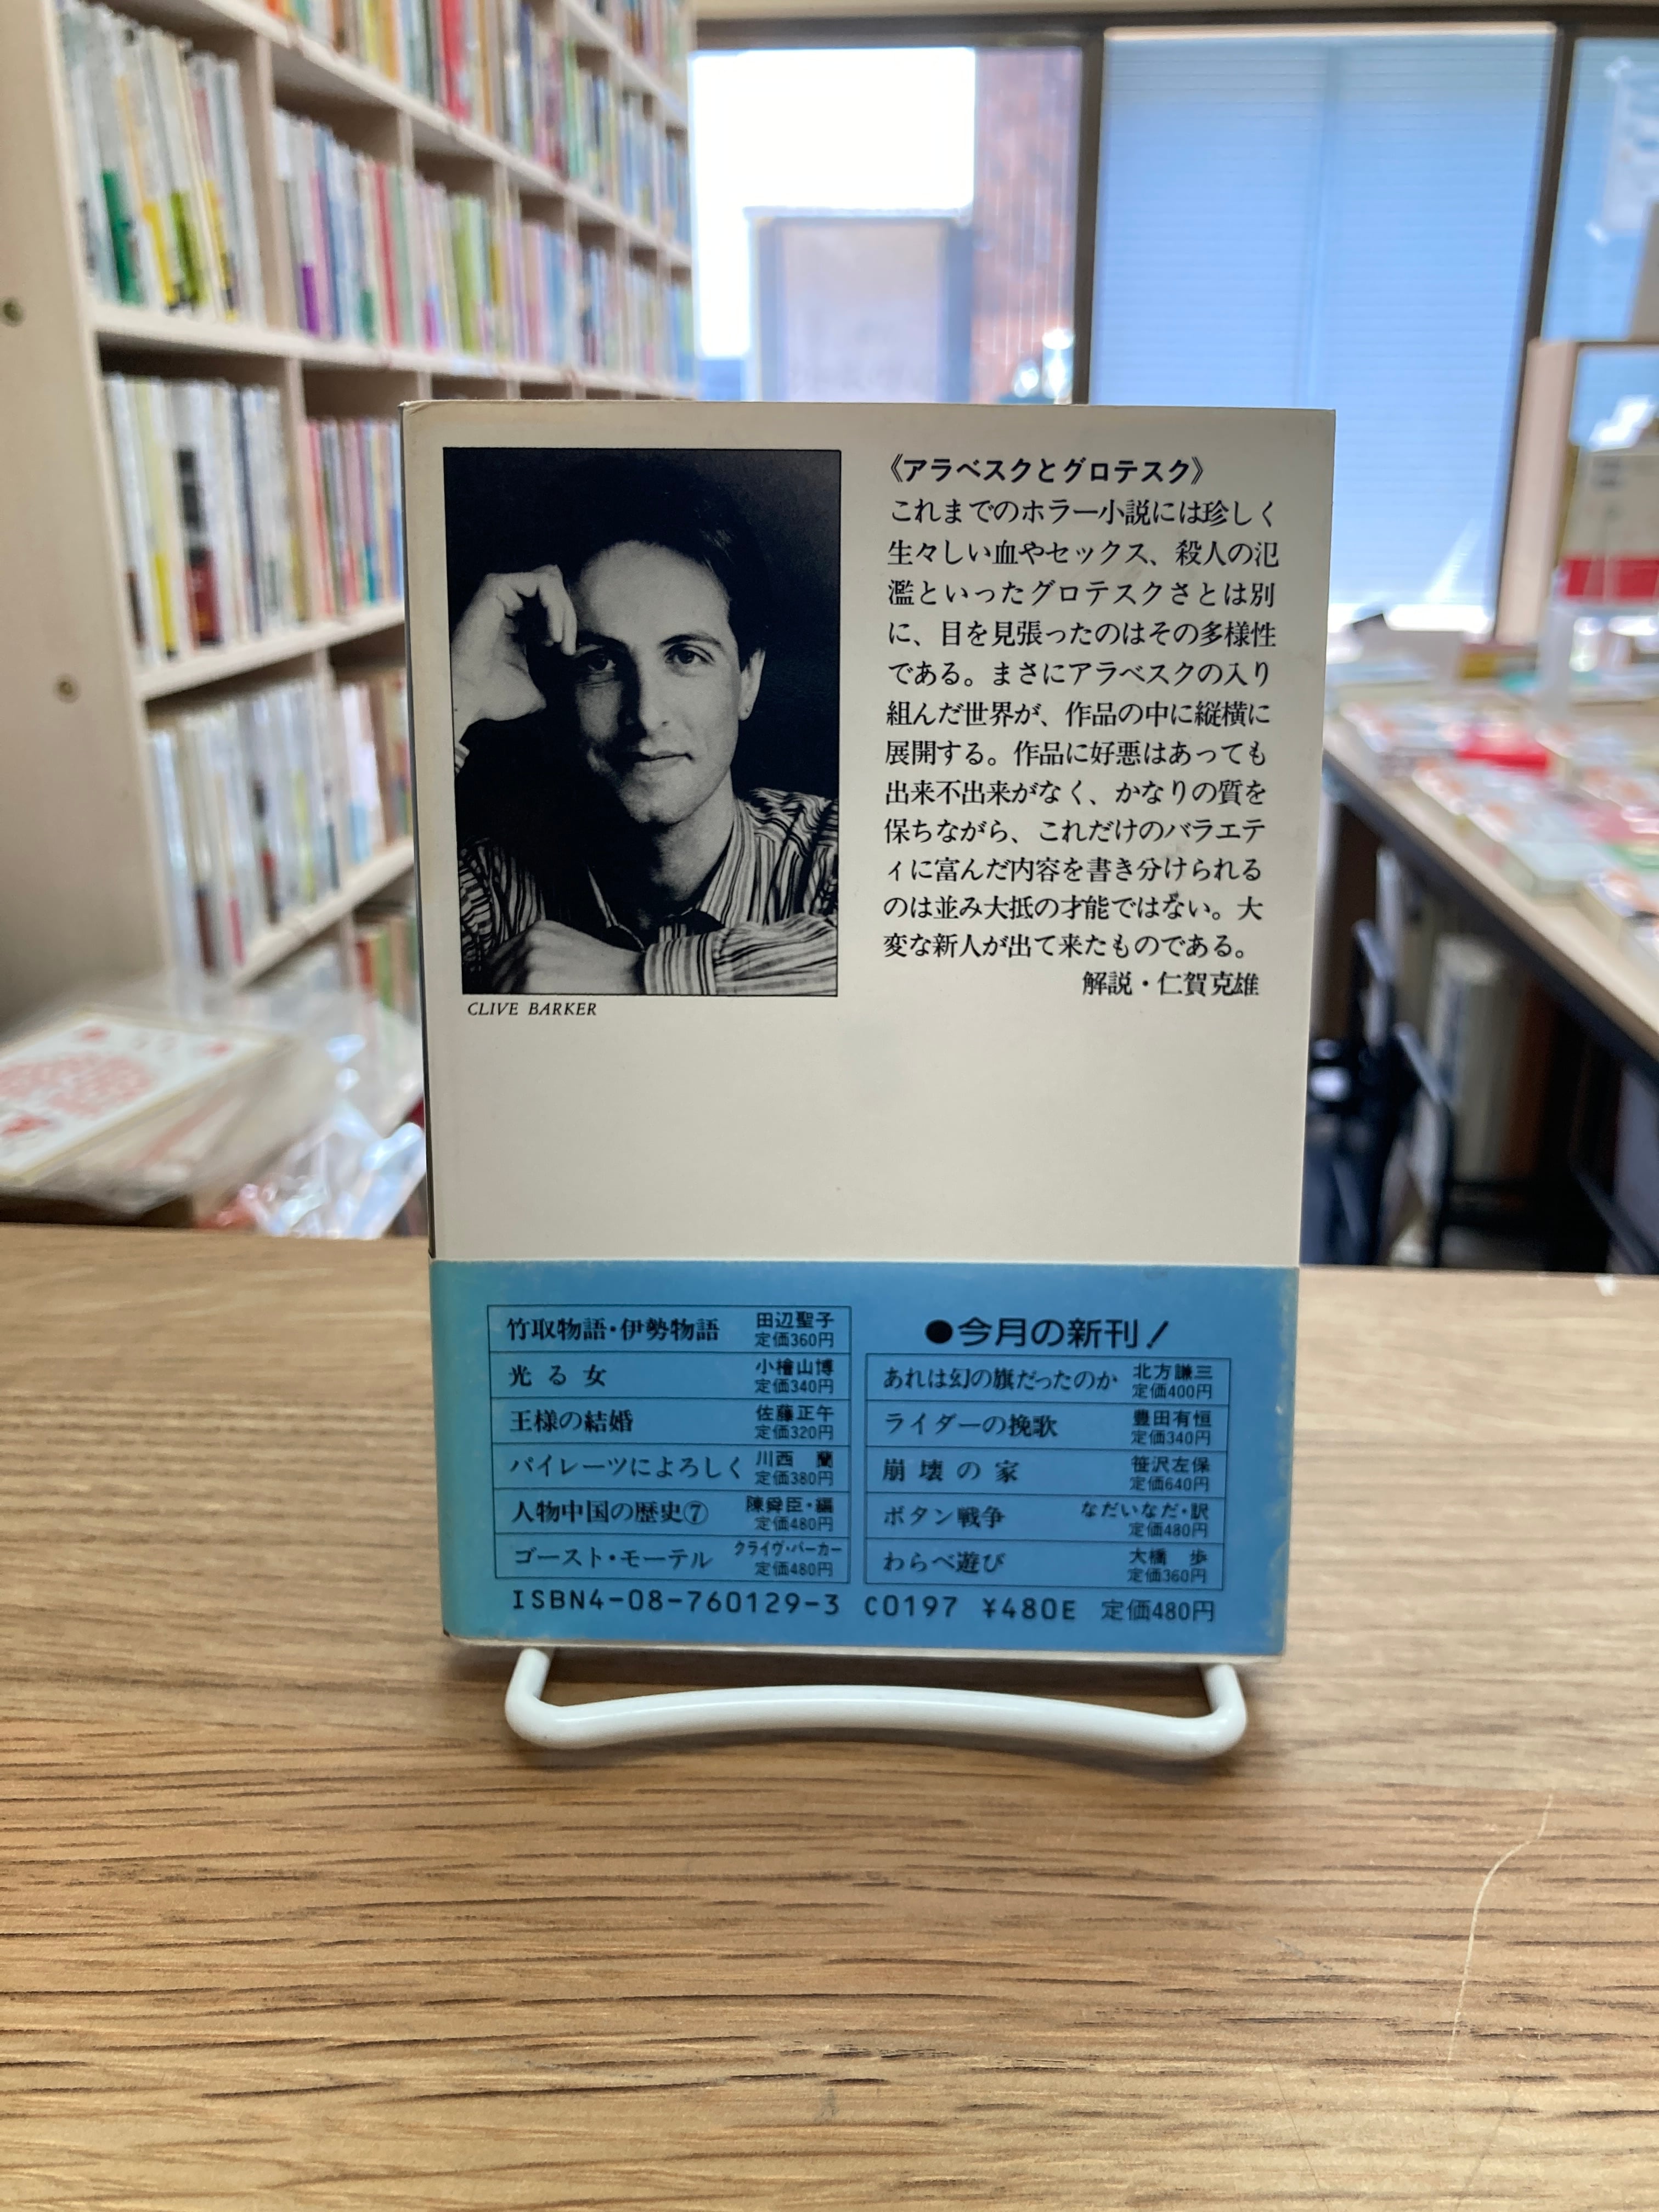 《アラベスクとグロテスク》
これまでのホラー小説には珍しく
生々しい血やセックス、殺人の氾
濫といったグロテスクさとは別
に、目を見張ったのはその多様性
である。まさにアラベスクの入り
組んだ世界が、作品の中に縦横に
展開する。作品に好悪はあっても
出来不出来がなく、かなりの質を
保ちながら、これだけのバラエテ
ィに富んだ内容を書き分けられる
のは並み大抵の才能ではない。大
変な新人が出て来たものである。
解説・仁賀克雄
CLIVE BARKER
●今月の新刊!
あれは幻の旗だったのか 北方謙三 定価400円
ライダーの挽歌 豊田有恒 定価340円
崩壊の家 笹沢左保 定価640円
ボタン戦争 なだいなだ・訳 定価480円
わらべ遊び 大橋 歩 定価360円
竹取物語・伊勢物語 田辺聖子 定価360円
光る女 小檜山博 定価340円
王様の結婚 佐藤正午 定価320円
パイレーツによろしく 川西 蘭 定価380円
人物中国の歴史⑦ 陳舜臣・編 定価480円
ゴースト・モーテル クライヴ・バーカー 定価480円
ISBN4-08-760129-3 C0197 ¥480E 定価480円